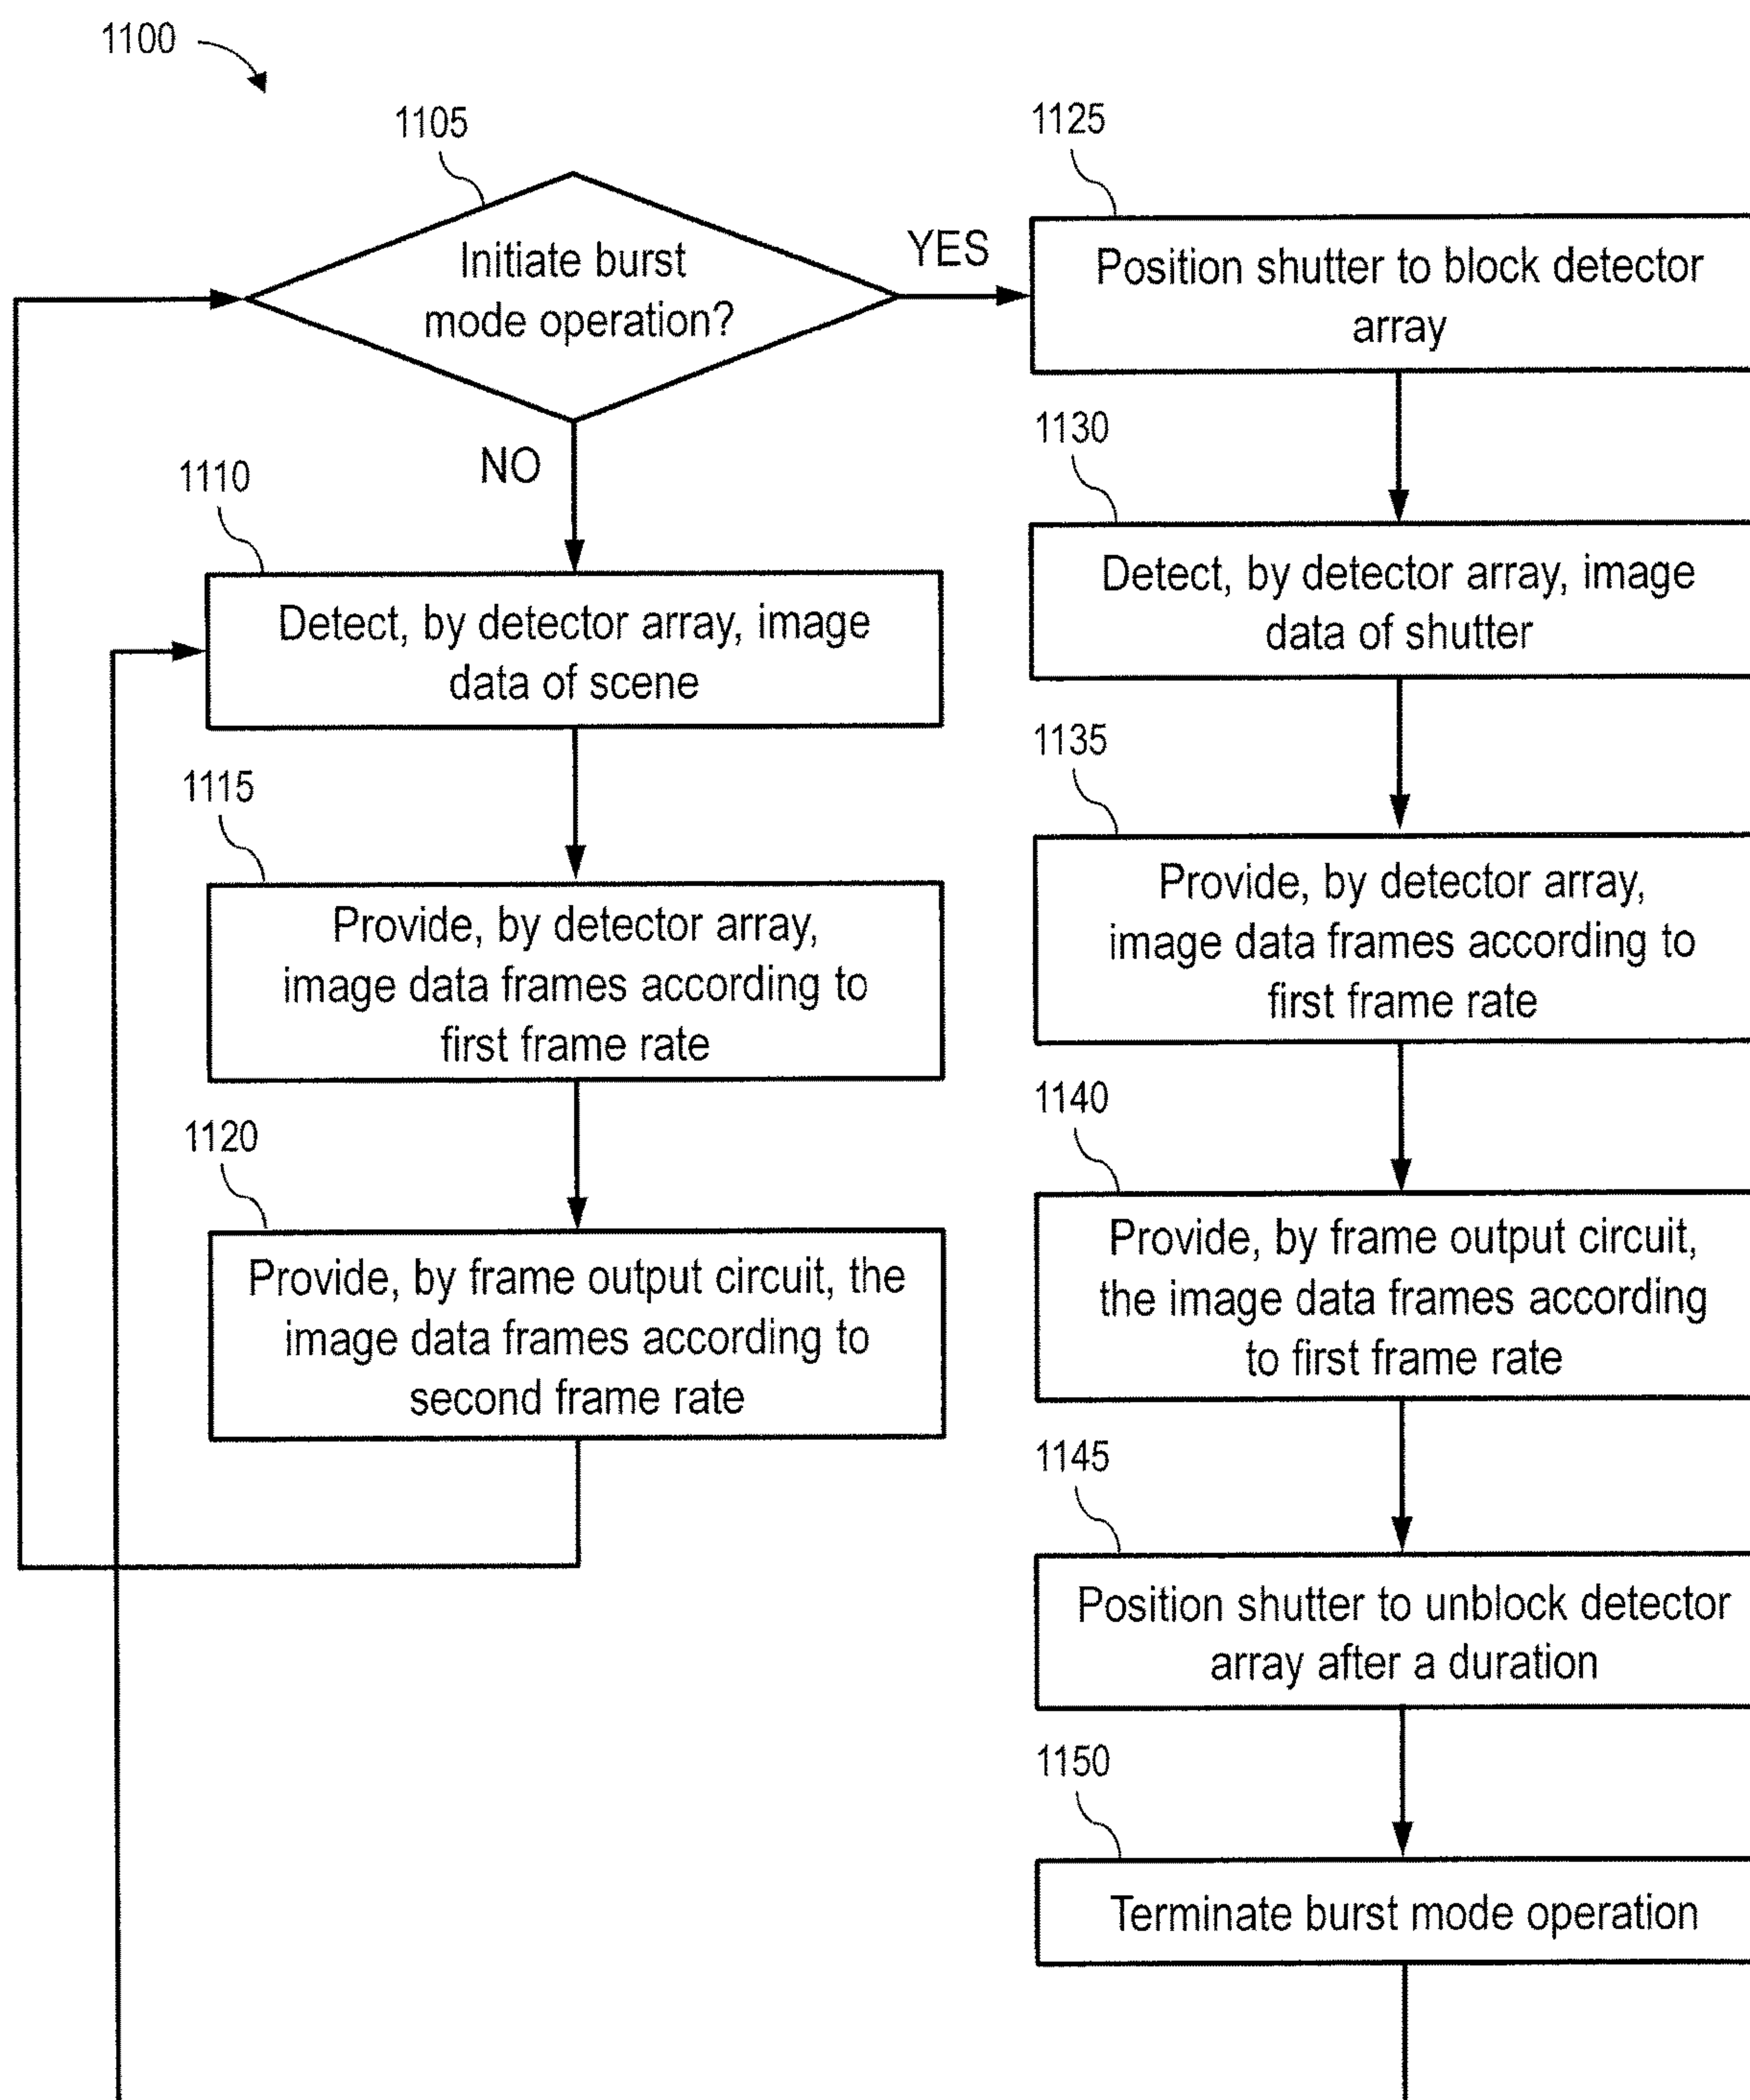 1100
1105
Initiate burst
mode operation?
YES
NO
1110
Detect, by detector array, image
data of scene
1115
Provide, by detector array,
image data frames according to
first frame rate
1120
Provide, by frame output circuit, the
image data frames according to
second frame rate
1125
Position shutter to block detector
array
1130
Detect, by detector array, image
data of shutter
1135
Provide, by detector array,
image data frames according to
first frame rate
1140
Provide, by frame output circuit,
the image data frames according
to first frame rate
1145
Position shutter to unblock detector
array after a duration
1150
Terminate burst mode operation